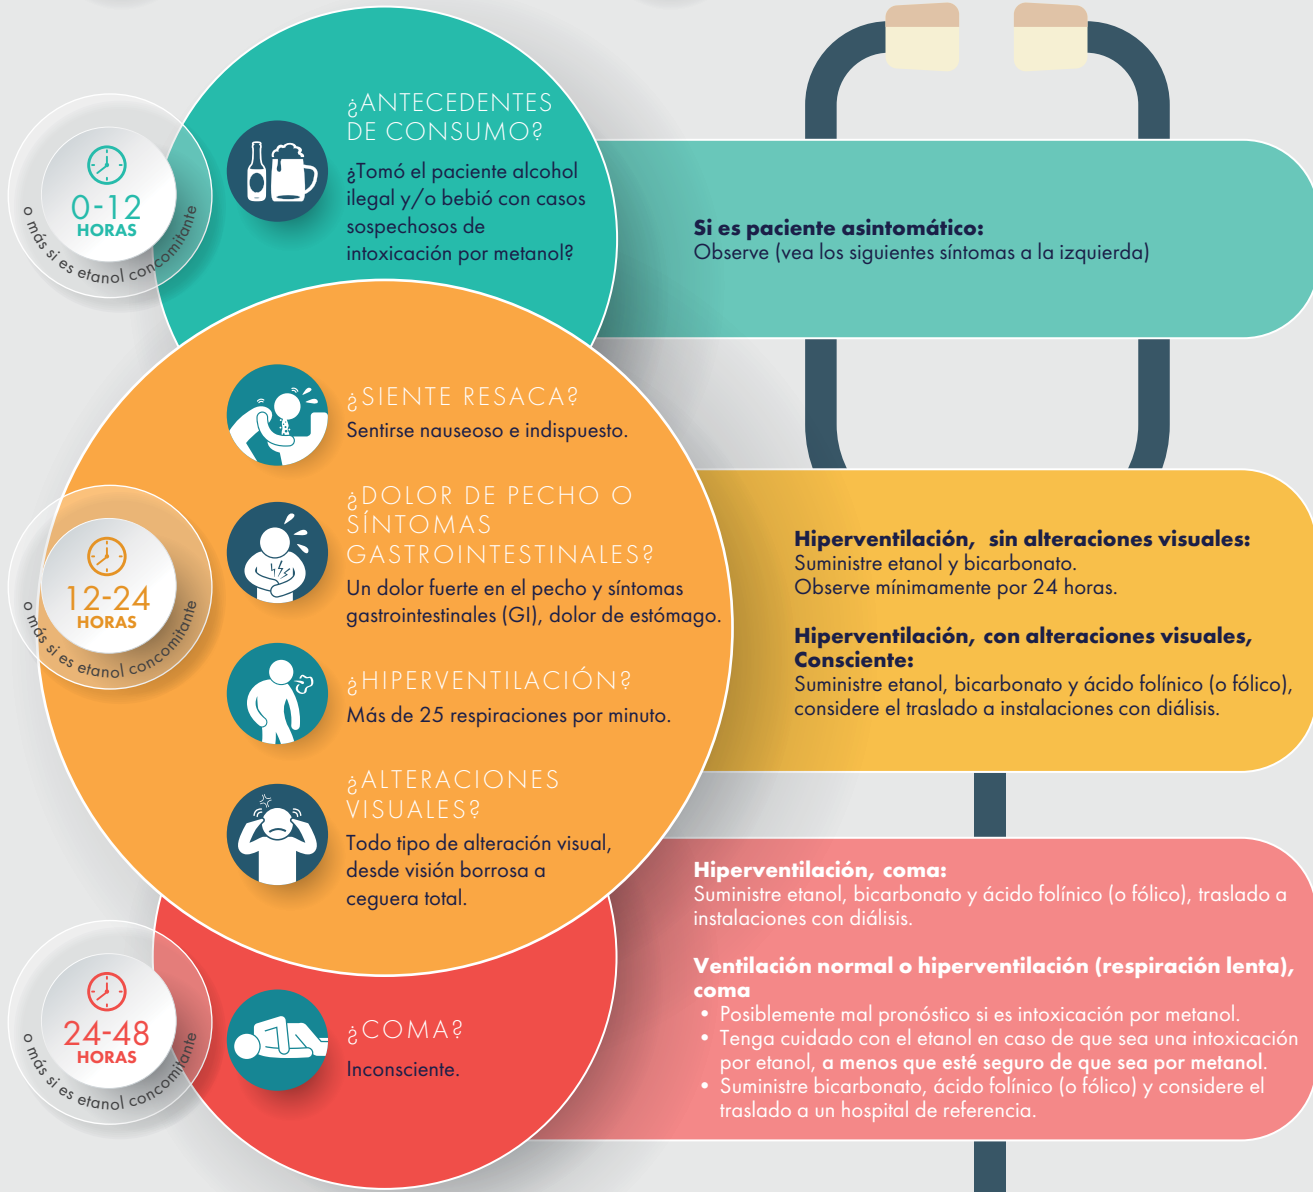 ¿ANTECEDENTES
DE CONSUMO?
¿Tomó el paciente alcohol
ilegal y/o bebió con casos
sospechosos de
intoxicación por metanol?
0-12
HORAS
o más si es etanol concomitante
Si es paciente asintomático:
Observe (vea los siguientes síntomas a la izquierda)
¿SIENTE RESACA?
Sentirse nauseoso e indispuesto.
¿DOLOR DE PECHO O
SÍNTOMAS
GASTROINTESTINALES?
Un dolor fuerte en el pecho y síntomas
gastrointestinales (GI), dolor de estómago.
12-24
HORAS
o más si es etanol concomitante
¿HIPERVENTILACIÓN?
Más de 25 respiraciones por minuto.
¿ALTERACIONES
VISUALES?
Todo tipo de alteración visual,
desde visión borrosa a
ceguera total.
Hiperventilación, sin alteraciones visuales:
Suministre etanol y bicarbonato.
Observe mínimamente por 24 horas.
Hiperventilación, con alteraciones visuales,
Consciente:
Suministre etanol, bicarbonato y ácido folínico (o fólico),
considere el traslado a instalaciones con diálisis.
24-48
HORAS
o más si es etanol concomitante
¿COMA?
Inconsciente.
Hiperventilación, coma:
Suministre etanol, bicarbonato y ácido folínico (o fólico), traslado a
instalaciones con diálisis.
Ventilación normal o hiperventilación (respiración lenta),
coma
• Posiblemente mal pronóstico si es intoxicación por metanol.
• Tenga cuidado con el etanol en caso de que sea una intoxicación
por etanol, a menos que esté seguro de que sea por metanol.
• Suministre bicarbonato, ácido folínico (o fólico) y considere el
traslado a un hospital de referencia.